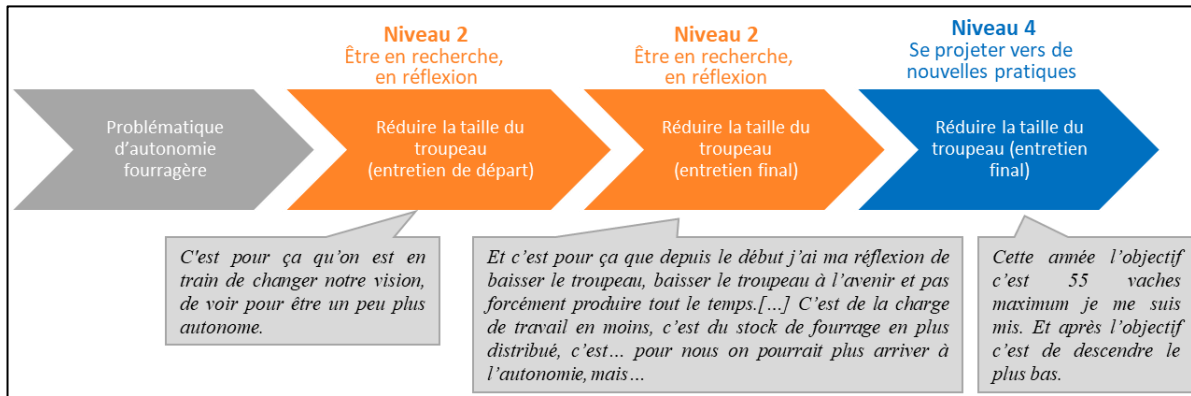 Niveau 2
Être en recherche,
en réflexion
Niveau 2
Être en recherche,
en réflexion
Niveau 4
Se projeter vers de
nouvelles pratiques
Problématique
d'autonomie
fourragère
Réduire la taille du
troupeau
(entretien de départ)
Réduire la taille du
troupeau
(entretien final)
Réduire la taille du
troupeau (entretien
final)
C'est pour ça qu'on est en
train de changer notre vision,
de voir pour être un peu plus
autonome.
Et c'est pour ça que depuis le début j'ai ma réflexion de
baisser le troupeau, baisser le troupeau à l'avenir et pas
forcément produire tout le temps.[…] C'est de la charge
de travail en moins, c'est du stock de fourrage en plus
distribué, c'est… pour nous on pourrait plus arriver à
l'autonomie, mais…
Cette année l'objectif
c'est 55 vaches
maximum je me suis
mis. Et après l'objectif
c'est de descendre le
plus bas.